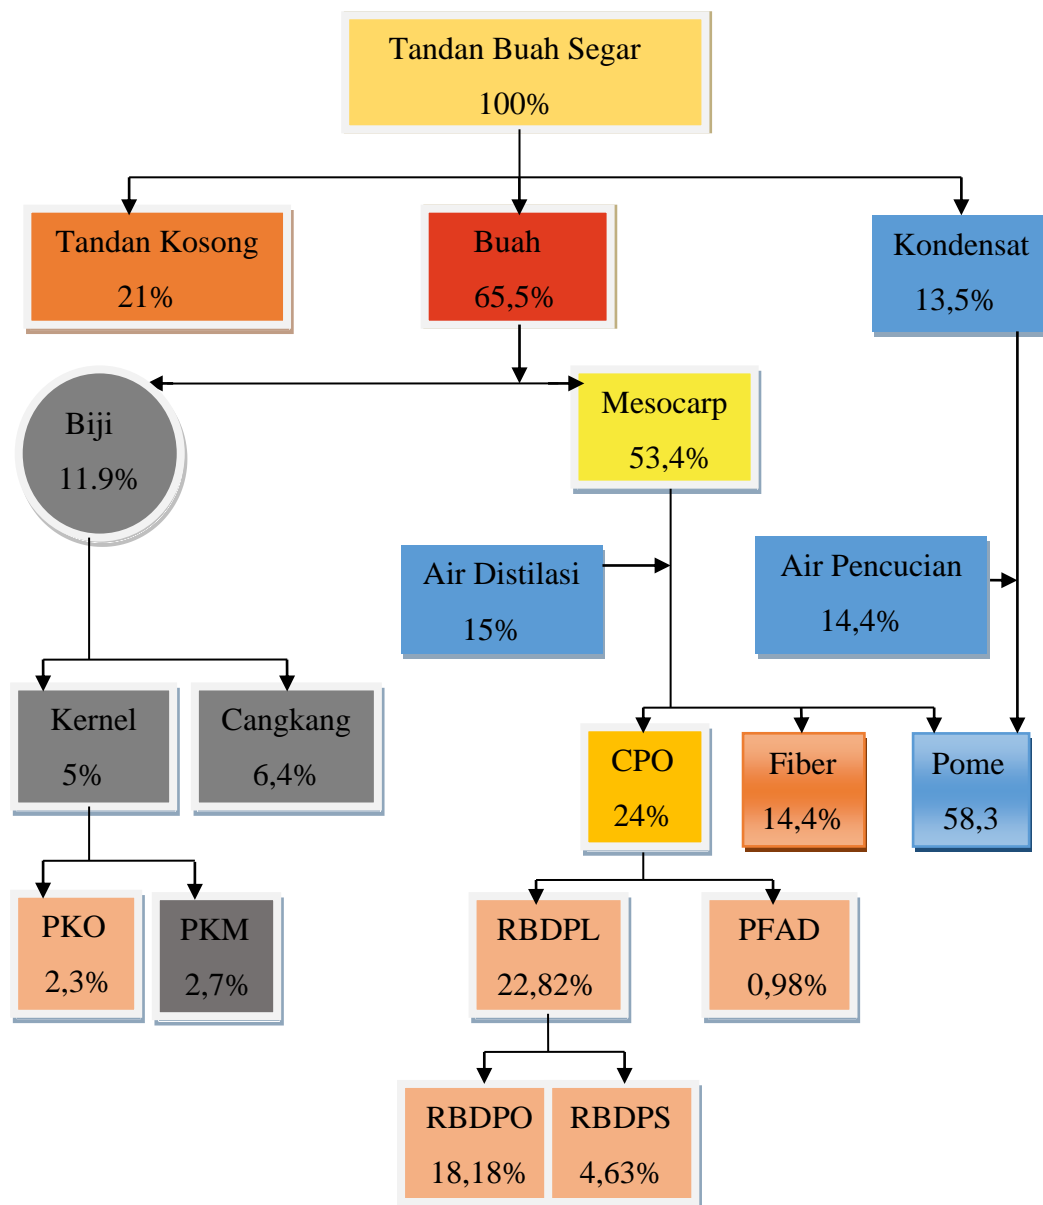 Tandan Buah Segar
100%
Tandan Kosong
21%
Buah
65,5%
Kondensat
13,5%
Biji
11.9%
Mesocarp
53,4%
Air Distilasi
15%
Air Pencucian
14,4%
Kernel
5%
Cangkang
6,4%
CPO
24%
Fiber
14,4%
Pome
58,3
PKO
2,3%
PKM
2,7%
RBDPL
22,82%
PFAD
0,98%
RBDPO
18,18%
RBDPS
4,63%